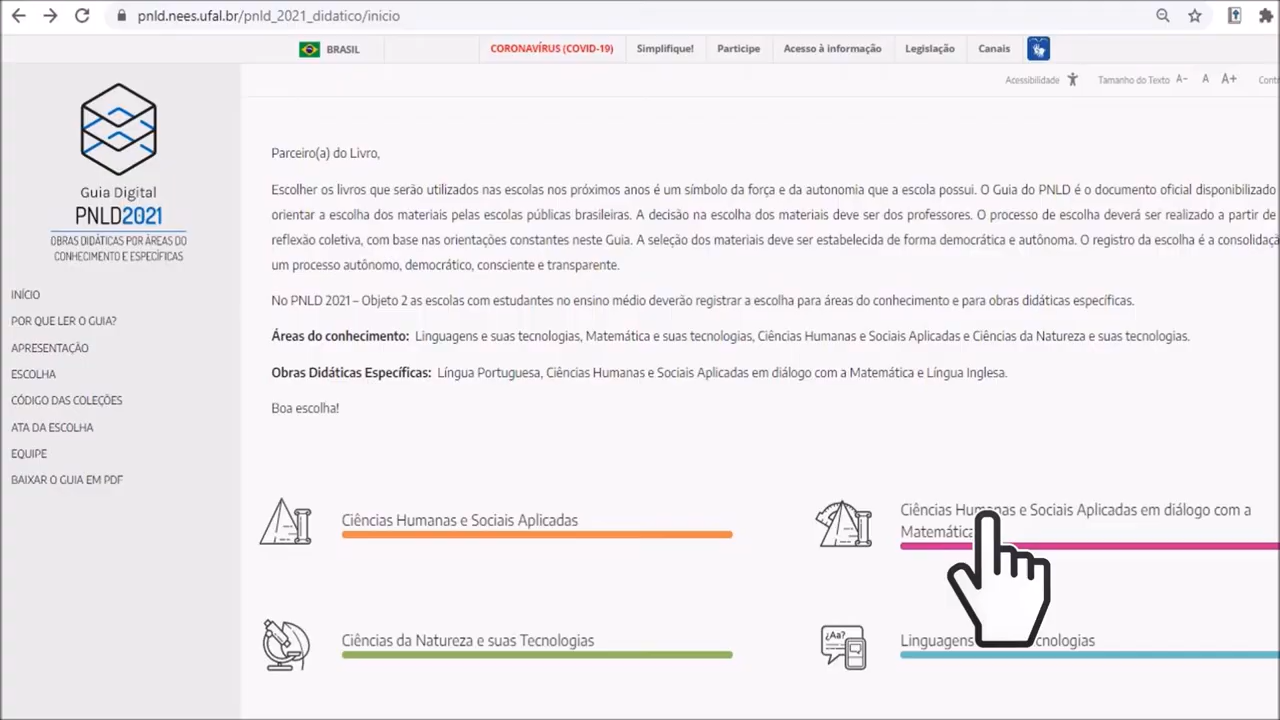 pnld.nees.ufal.br/pnld_2021_didatico/inicio
BRASIL
CORONAVÍRUS (COVID-19)
Simplifique!
Participe
Acesso à informação
Legislação
Canais
Acessibilidade
Tamanho do Texto A- A A+
Guia Digital
PNLD2021
OBRAS DIDÁTICAS POR ÁREAS DO
CONHECIMENTO E ESPECÍFICAS
INÍCIO
POR QUE LER O GUIA?
APRESENTAÇÃO
ESCOLHA
CÓDIGO DAS COLEÇÕES
ATA DA ESCOLHA
EQUIPE
BAIXAR O GUIA EM PDF
Parceiro(a) do Livro,
Escolher os livros que serão utilizados nas escolas nos próximos anos é um símbolo da força e da autonomia que a escola possui. O Guia do PNLD é o documento oficial disponibilizado
orientar a escolha dos materiais pelas escolas públicas brasileiras. A decisão na escolha dos materiais deve ser dos professores. O processo de escolha deverá ser realizado a partir de
reflexão coletiva, com base nas orientações constantes neste Guia. A seleção dos materiais deve ser estabelecida de forma democrática e autônoma. O registro da escolha é a consolidaçã
um processo autônomo, democrático, consciente e transparente.
No PNLD 2021 – Objeto 2 as escolas com estudantes no ensino médio deverão registrar a escolha para áreas do conhecimento e para obras didáticas específicas.
Áreas do conhecimento: Linguagens e suas tecnologias, Matemática e suas tecnologias, Ciências Humanas e Sociais Aplicadas e Ciências da Natureza e suas tecnologias.
Obras Didáticas Específicas: Língua Portuguesa, Ciências Humanas e Sociais Aplicadas em diálogo com a Matemática e Língua Inglesa.
Boa escolha!
Ciências Humanas e Sociais Aplicadas
Ciências Humanas e Sociais Aplicadas em diálogo com a
Matemática
Ciências da Natureza e suas Tecnologias
¿Aa?
Linguagens cnologias